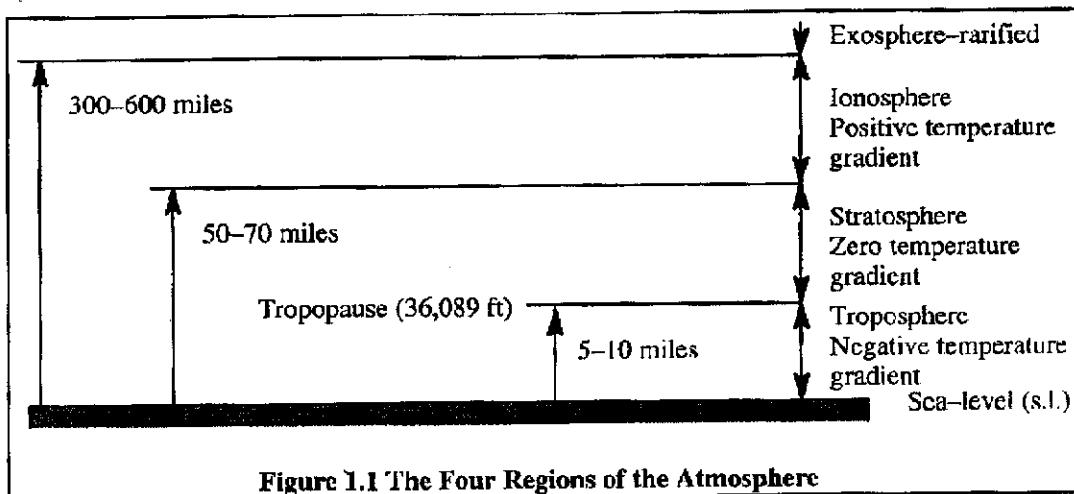 Exosphere–rarified
300–600 miles
Ionosphere
Positive temperature
gradient
50–70 miles
Stratosphere
Zero temperature
gradient
Tropopause (36,089 ft)
5–10 miles
Troposphere
Negative temperature
gradient
Sea–level (s.l.)
Figure 1.1 The Four Regions of the Atmosphere